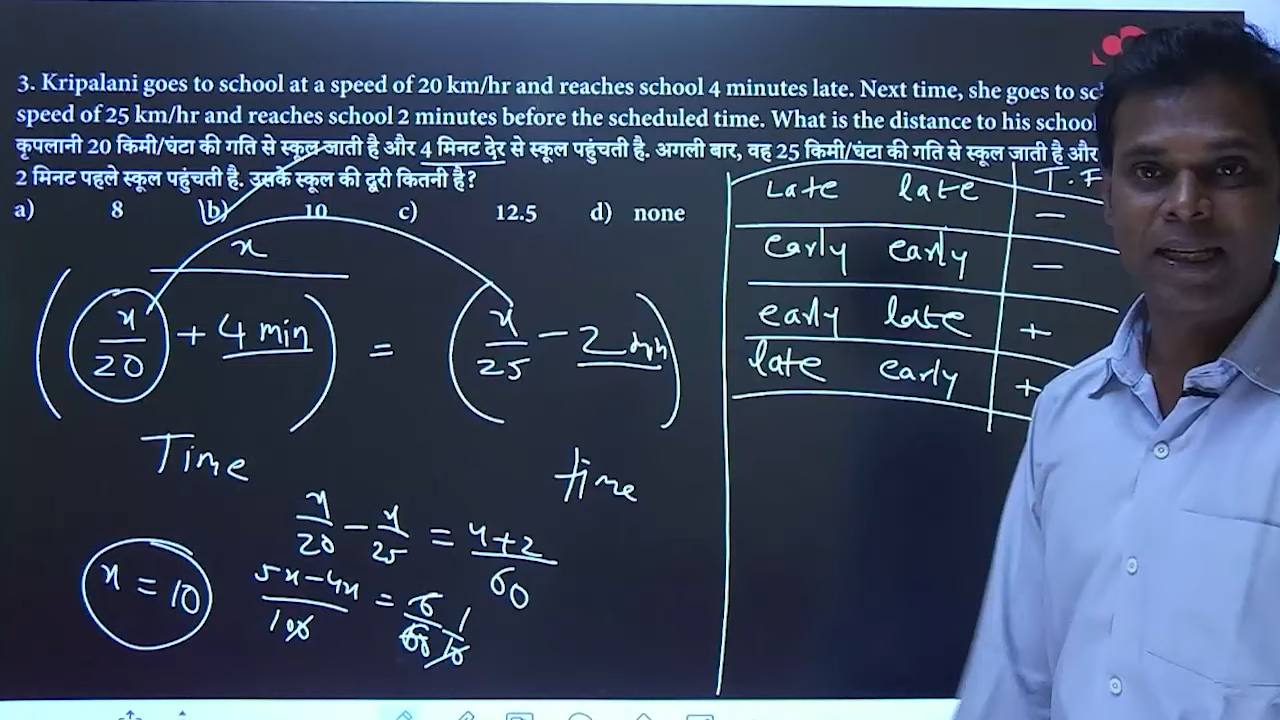 3. Kripalani goes to school at a speed of 20 km/hr and reaches school 4 minutes late. Next time, she goes to
speed of 25 km/hr and reaches school 2 minutes before the scheduled time. What is the distance to his school
कृपलानी 20 किमी/घंटा की गति से स्कूल जाती है और 4 मिनट देर से स्कूल पहुंचती है. अगली बार, वह 25 किमी/घंटा की गति से स्कूल जाती है और
2 मिनट पहले स्कूल पहुंचती है. उसके स्कूल की दूरी कितनी है?
a) 8 b) 10 c) 12.5 d) none
x
(x/20 + 4 min) = (x/25 - 2 min)
Time time
x/20 - x/25 = 4+2/60
5x-4x/100 = 6/60 1/10
x = 10
T.F
Late late -
early early -
early late +
late early +